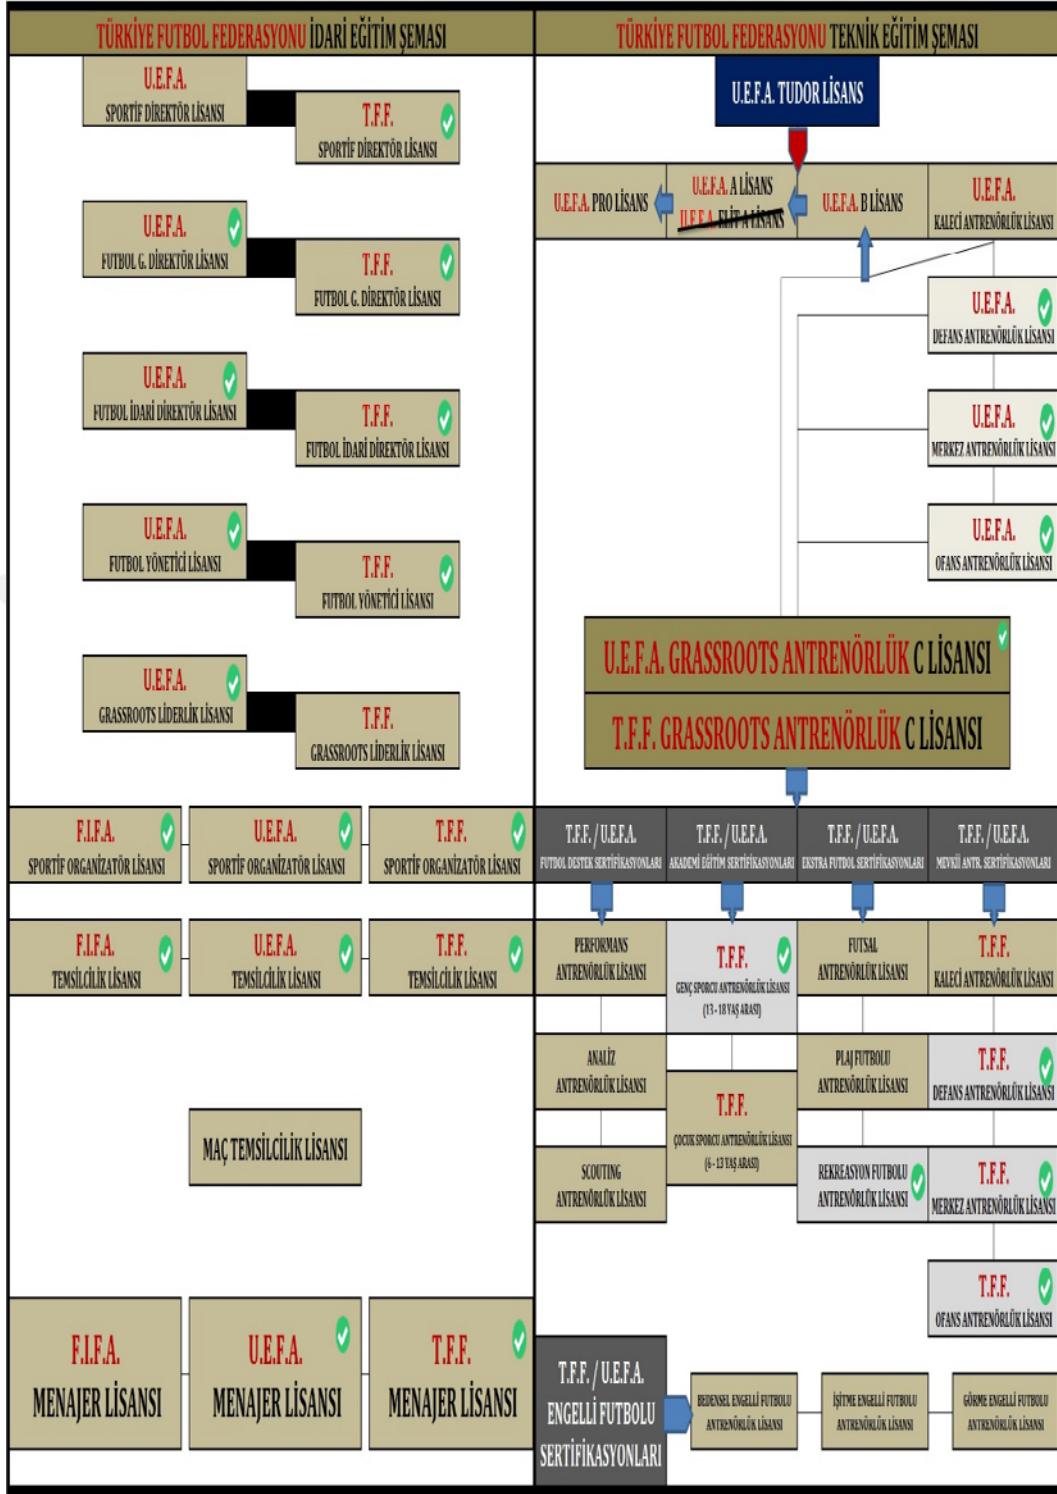 TÜRKİYE FUTBOL FEDERASYONU İDARİ EĞİTİM ŞEMASI
U.E.F.A.
SPORTİF DİREKTÖR LİSANSI
T.F.F.
SPORTİF DİREKTÖR LİSANSI
U.E.F.A.
FUTBOL G. DİREKTÖR LİSANSI
T.F.F.
FUTBOL G. DİREKTÖR LİSANSI
U.E.F.A.
FUTBOL İDARİ DİREKTÖR LİSANSI
T.F.F.
FUTBOL İDARİ DİREKTÖR LİSANSI
U.E.F.A.
FUTBOL YÖNETİCİ LİSANSI
T.F.F.
FUTBOL YÖNETİCİ LİSANSI
U.E.F.A.
GRASSROOTS LİDERLİK LİSANSI
T.F.F.
GRASSROOTS LİDERLİK LİSANSI
F.I.F.A.
SPORTİF ORGANİZATÖR LİSANSI
U.E.F.A.
SPORTİF ORGANİZATÖR LİSANSI
T.F.F.
SPORTİF ORGANİZATÖR LİSANSI
F.I.F.A.
TEMSİLCİLİK LİSANSI
U.E.F.A.
TEMSİLCİLİK LİSANSI
T.F.F.
TEMSİLCİLİK LİSANSI
MAÇ TEMSİLCİLİK LİSANSI
F.I.F.A.
MENAJER LİSANSI
U.E.F.A.
MENAJER LİSANSI
T.F.F.
MENAJER LİSANSI
TÜRKİYE FUTBOL FEDERASYONU TEKNİK EĞİTİM ŞEMASI
U.E.F.A. TUDOR LİSANS
U.E.F.A. PRO LİSANS
U.E.F.A. A LİSANS
U.E.F.A. ELİT A LİSANS
U.E.F.A. B LİSANS
U.E.F.A.
KALECİ ANTRENÖRLÜK LİSANSI
U.E.F.A.
DEFANS ANTRENÖRLÜK LİSANSI
U.E.F.A.
MERKEZ ANTRENÖRLÜK LİSANSI
U.E.F.A.
OFANS ANTRENÖRLÜK LİSANSI
U.E.F.A. GRASSROOTS ANTRENÖRLÜK C LİSANSI
T.F.F. GRASSROOTS ANTRENÖRLÜK C LİSANSI
T.F.F. / U.E.F.A.
FUTBOL DESTEK SERTİFİKASYONLARI
T.F.F. / U.E.F.A.
AKADEMİ EĞİTİM SERTİFİKASYONLARI
T.F.F. / U.E.F.A.
EKSTRA FUTBOL SERTİFİKASYONLARI
T.F.F. / U.E.F.A.
MEVKİİ ANTR. SERTİFİKASYONLARI
PERFORMANS
ANTRENÖRLÜK LİSANSI
T.F.F.
GENÇ SPORCU ANTRENÖRLÜK LİSANSI
(13 - 18 YAŞ ARASI)
FUTSAL
ANTRENÖRLÜK LİSANSI
T.F.F.
KALECİ ANTRENÖRLÜK LİSANSI
ANALİZ
ANTRENÖRLÜK LİSANSI
T.F.F.
ÇOCUK SPORCU ANTRENÖRLÜK LİSANSI
(6 - 13 YAŞ ARASI)
PLAJ FUTBOLU
ANTRENÖRLÜK LİSANSI
T.F.F.
DEFANS ANTRENÖRLÜK LİSANSI
SCOUTING
ANTRENÖRLÜK LİSANSI
REKREASYON FUTBOLU
ANTRENÖRLÜK LİSANSI
T.F.F.
MERKEZ ANTRENÖRLÜK LİSANSI
T.F.F.
OFANS ANTRENÖRLÜK LİSANSI
T.F.F. / U.E.F.A.
ENGELLİ FUTBOLU
SERTİFİKASYONLARI
BEDENSEL ENGELLİ FUTBOLU
ANTRENÖRLÜK LİSANSI
İŞİTME ENGELLİ FUTBOLU
ANTRENÖRLÜK LİSANSI
GÖRME ENGELLİ FUTBOLU
ANTRENÖRLÜK LİSANSI